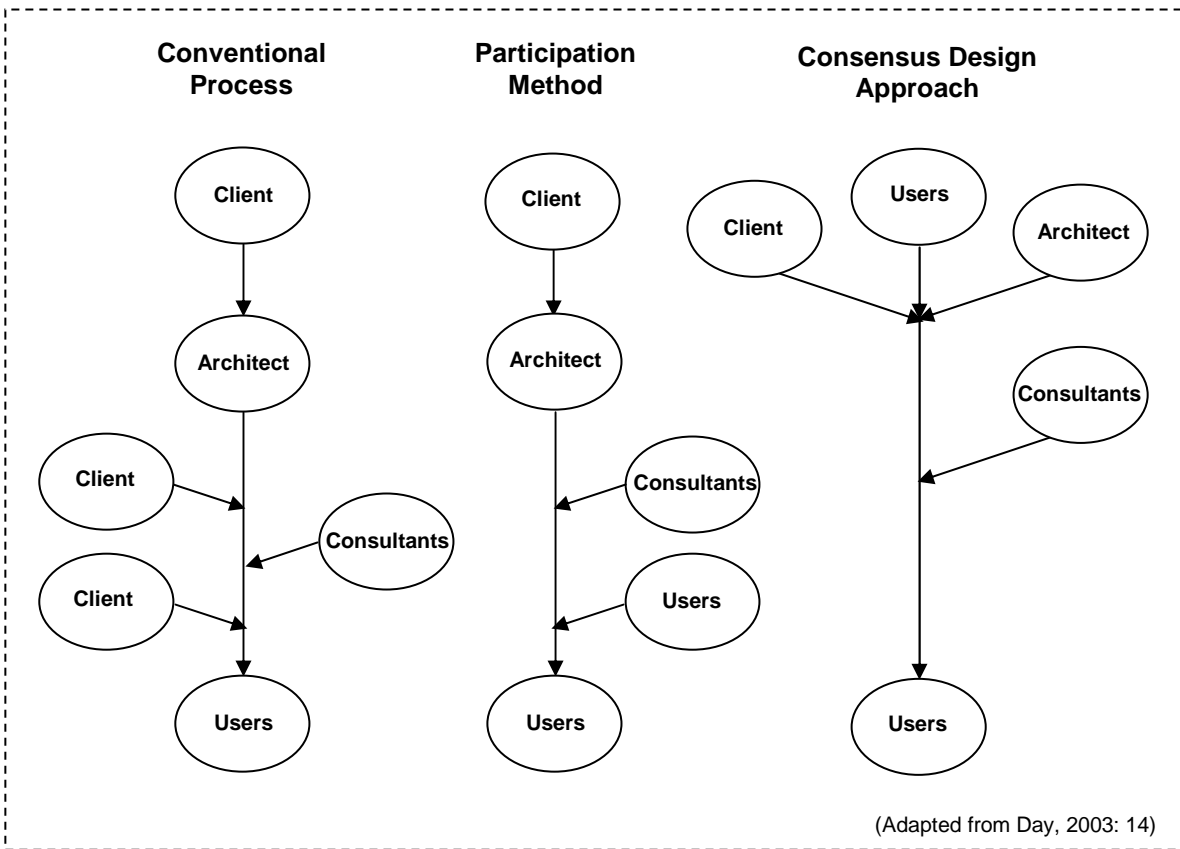 Conventional
Process
Client
Architect
Client
Consultants
Client
Users
Participation
Method
Client
Architect
Consultants
Users
Users
Consensus Design
Approach
Users
Client
Architect
Consultants
Users
(Adapted from Day, 2003: 14)